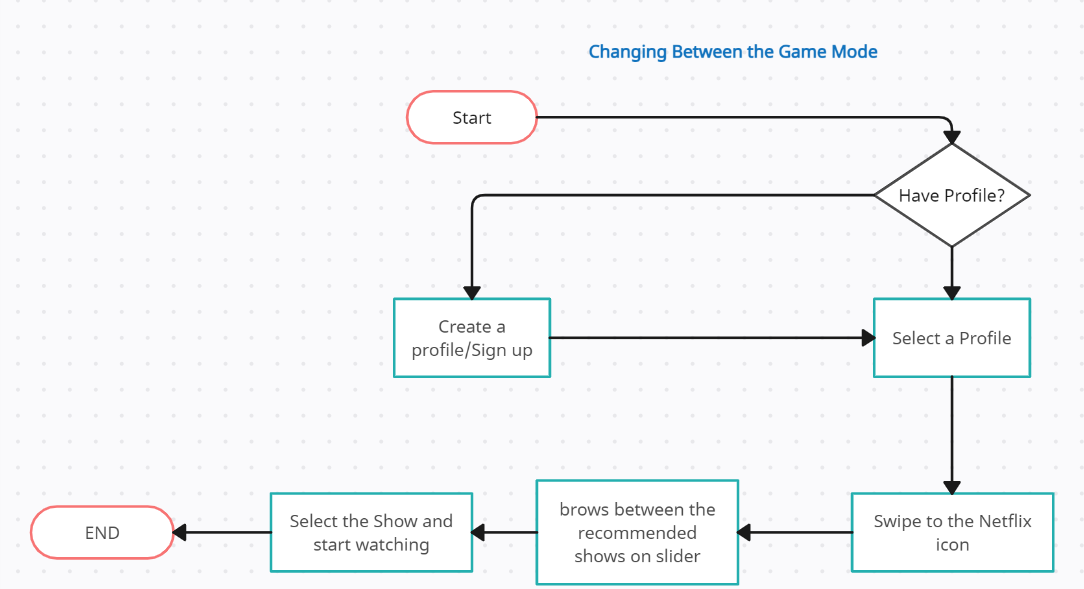 Changing Between the Game Mode
Start
Have Profile?
Create a
profile/Sign up
Select a Profile
Swipe to the Netflix
icon
brows between the
recommended
shows on slider
Select the Show and
start watching
END